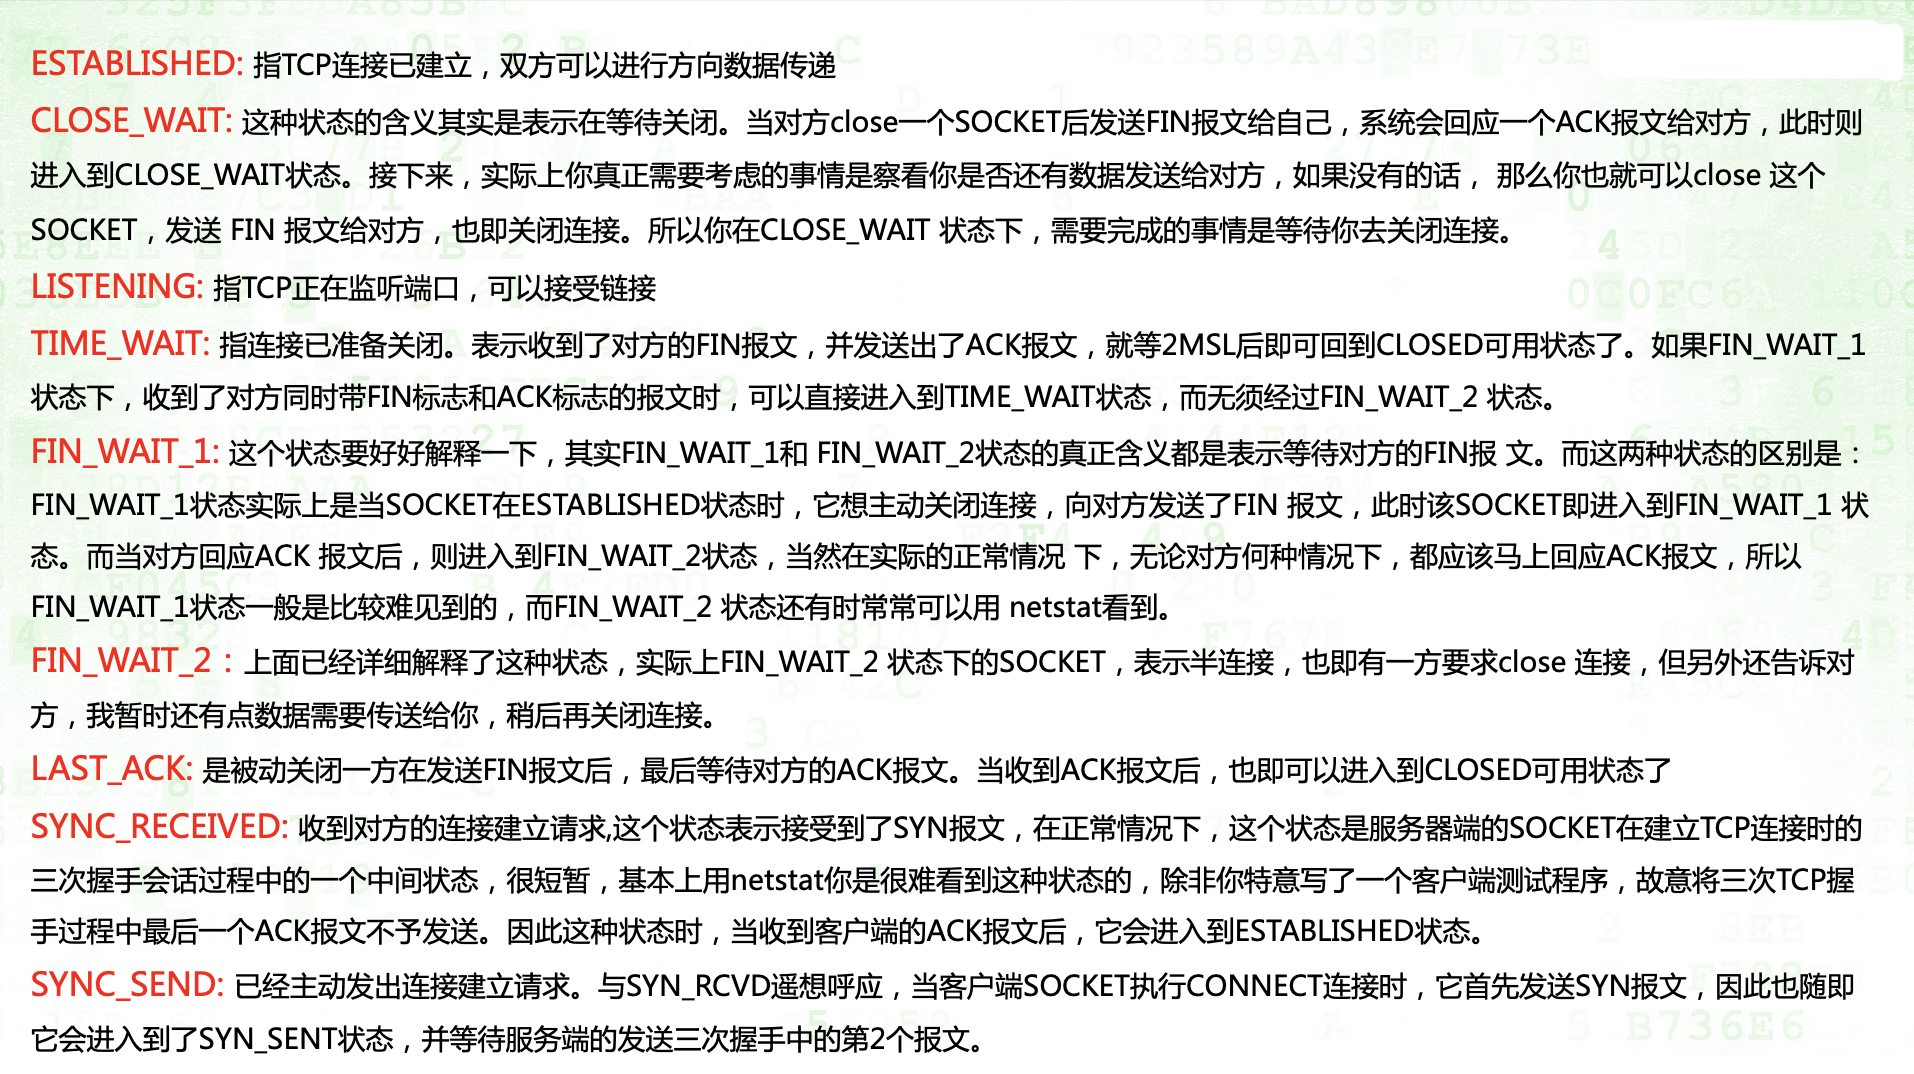 ESTABLISHED: 指TCP连接已建立，双方可以进行方向数据传递
CLOSE_WAIT: 这种状态的含义其实是表示在等待关闭。当对方close一个SOCKET后发送FIN报文给自己，系统会回应一个ACK报文给对方，此时则
进入到CLOSE_WAIT状态。接下来，实际上你真正需要考虑的事情是察看你是否还有数据发送给对方，如果没有的话， 那么你也就可以close 这个
SOCKET，发送 FIN 报文给对方，也即关闭连接。所以你在CLOSE_WAIT 状态下，需要完成的事情是等待你去关闭连接。
LISTENING: 指TCP正在监听端口，可以接受链接
TIME_WAIT: 指连接已准备关闭。表示收到了对方的FIN报文，并发送出了ACK报文，就等2MSL后即可回到CLOSED可用状态了。如果FIN_WAIT_1
状态下，收到了对方同时带FIN标志和ACK标志的报文时，可以直接进入到TIME_WAIT状态，而无须经过FIN_WAIT_2 状态。
FIN_WAIT_1: 这个状态要好好解释一下，其实FIN_WAIT_1和 FIN_WAIT_2状态的真正含义都是表示等待对方的FIN报 文。而这两种状态的区别是：
FIN_WAIT_1状态实际上是当SOCKET在ESTABLISHED状态时，它想主动关闭连接，向对方发送了FIN 报文，此时该SOCKET即进入到FIN_WAIT_1 状
态。而当对方回应ACK 报文后，则进入到FIN_WAIT_2状态，当然在实际的正常情况 下，无论对方何种情况下，都应该马上回应ACK报文，所以
FIN_WAIT_1状态一般是比较难见到的，而FIN_WAIT_2 状态还有时常常可以用 netstat看到。
FIN_WAIT_2：上面已经详细解释了这种状态，实际上FIN_WAIT_2 状态下的SOCKET，表示半连接，也即有一方要求close 连接，但另外还告诉对
方，我暂时还有点数据需要传送给你，稍后再关闭连接。
LAST_ACK: 是被动关闭一方在发送FIN报文后，最后等待对方的ACK报文。当收到ACK报文后，也即可以进入到CLOSED可用状态了
SYNC_RECEIVED: 收到对方的连接建立请求,这个状态表示接受到了SYN报文，在正常情况下，这个状态是服务器端的SOCKET在建立TCP连接时的
三次握手会话过程中的一个中间状态，很短暂，基本上用netstat你是很难看到这种状态的，除非你特意写了一个客户端测试程序，故意将三次TCP握
手过程中最后一个ACK报文不予发送。因此这种状态时，当收到客户端的ACK报文后，它会进入到ESTABLISHED状态。
SYNC_SEND: 已经主动发出连接建立请求。与SYN_RCVD遥想呼应，当客户端SOCKET执行CONNECT连接时，它首先发送SYN报文，因此也随即
它会进入到了SYN_SENT状态，并等待服务端的发送三次握手中的第2个报文。